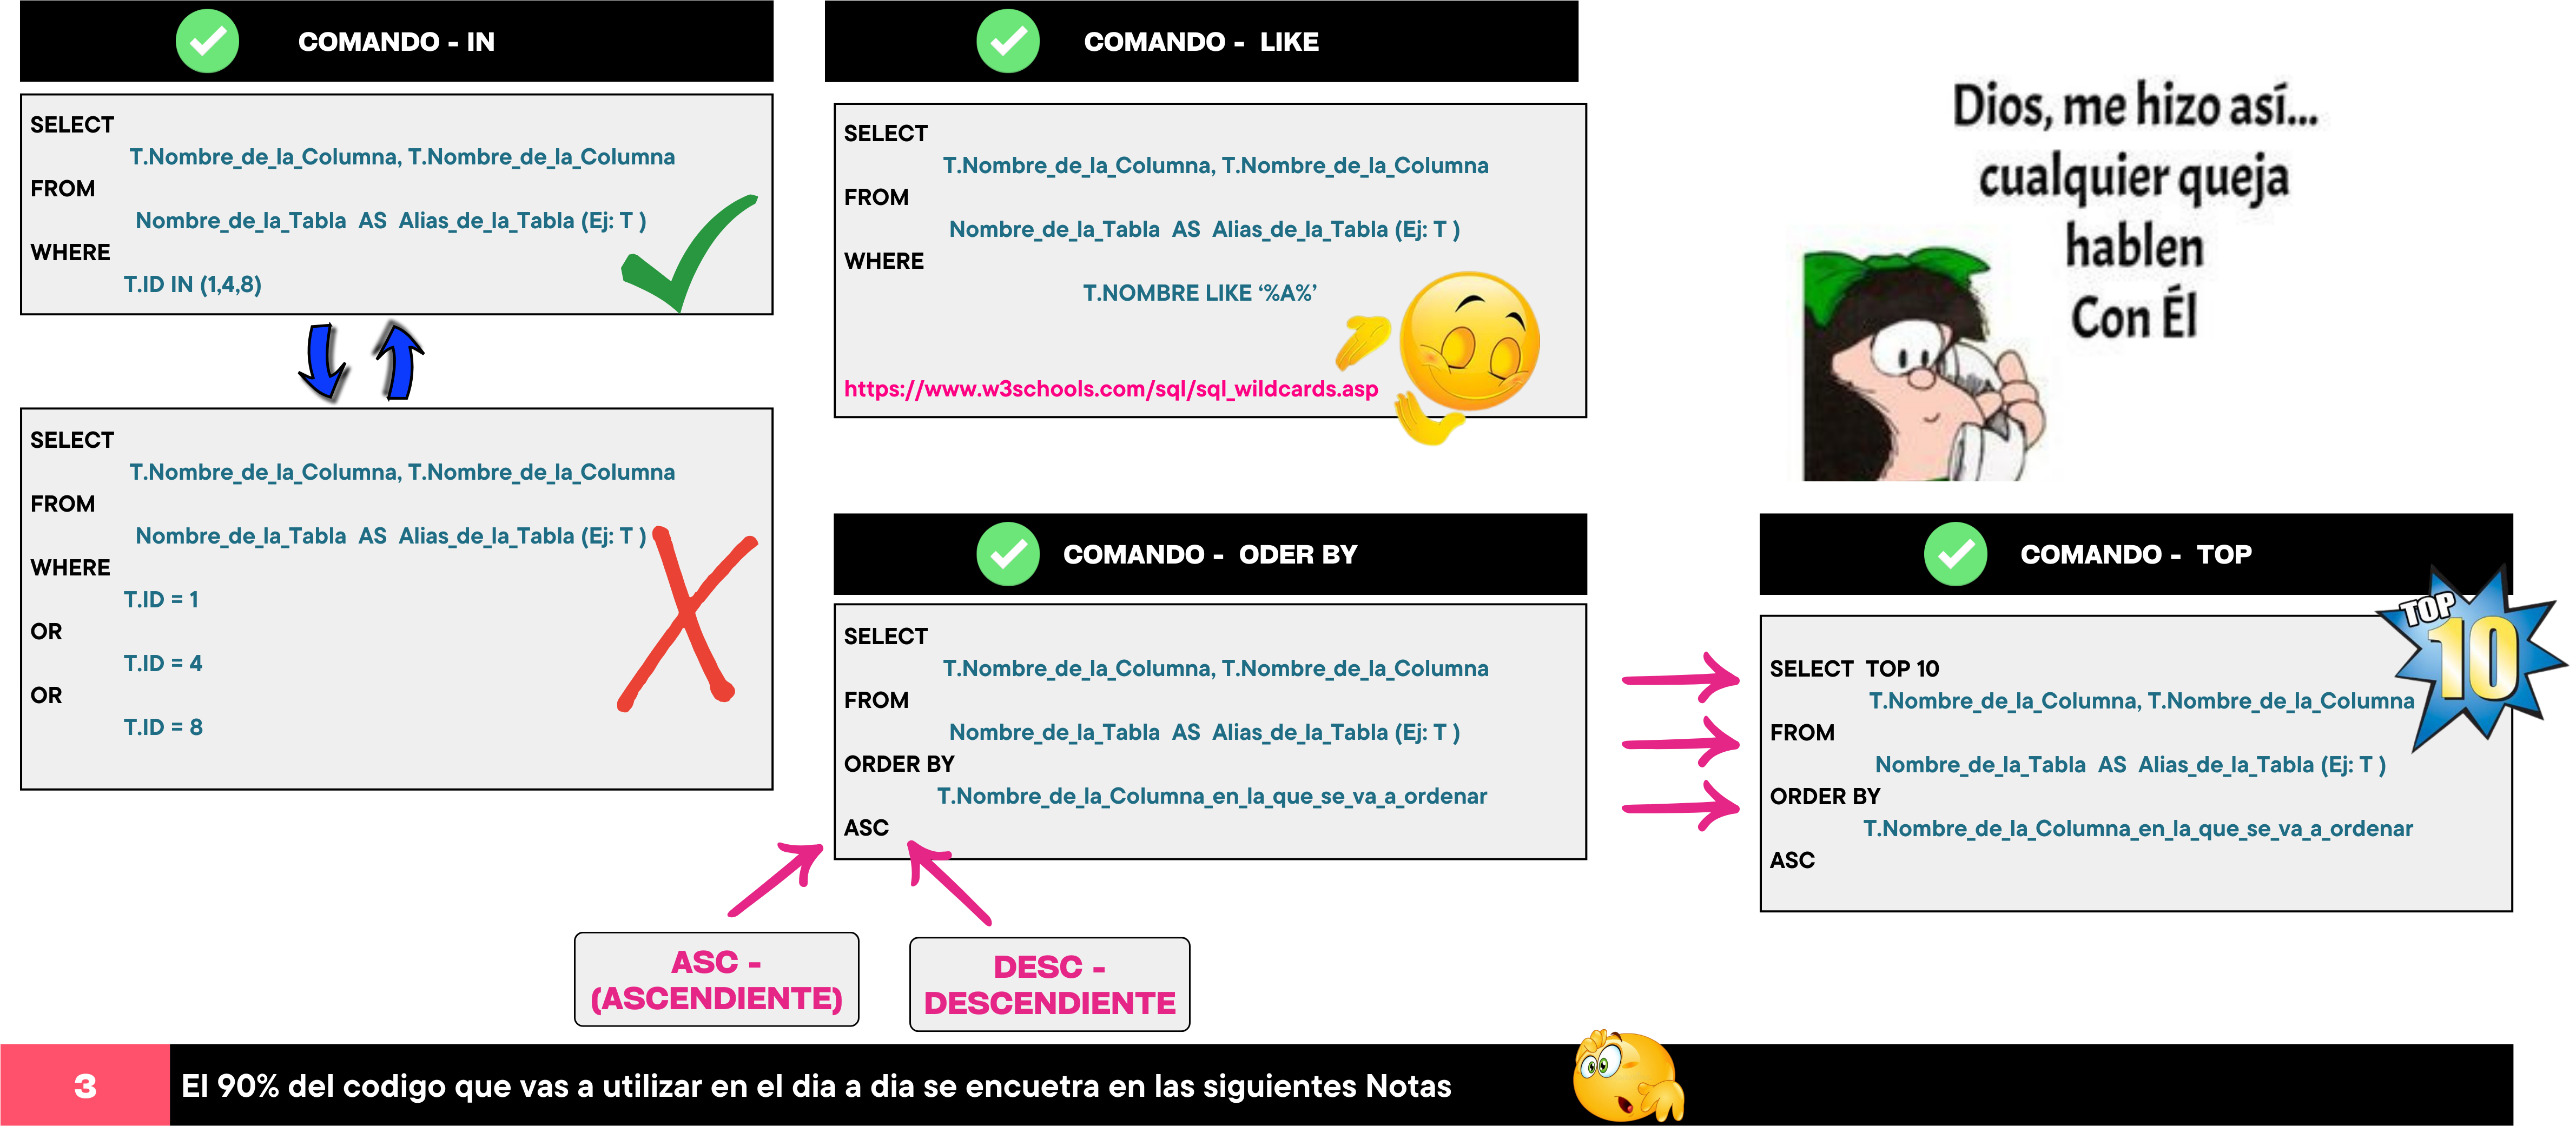 COMANDO - IN
SELECT
T.Nombre_de_la_Columna, T.Nombre_de_la_Columna
FROM
Nombre_de_la_Tabla AS Alias_de_la_Tabla (Ej: T )
WHERE
T.ID IN (1,4,8)
SELECT
T.Nombre_de_la_Columna, T.Nombre_de_la_Columna
FROM
Nombre_de_la_Tabla AS Alias_de_la_Tabla (Ej: T )
WHERE
T.ID = 1
OR
T.ID = 4
OR
T.ID = 8
COMANDO - LIKE
SELECT
T.Nombre_de_la_Columna, T.Nombre_de_la_Columna
FROM
Nombre_de_la_Tabla AS Alias_de_la_Tabla (Ej: T )
WHERE
T.NOMBRE LIKE ‘%A%’
https://www.w3schools.com/sql/sql_wildcards.asp
Dios, me hizo así...
cualquier queja
hablen
Con Él
COMANDO - ODER BY
SELECT
T.Nombre_de_la_Columna, T.Nombre_de_la_Columna
FROM
Nombre_de_la_Tabla AS Alias_de_la_Tabla (Ej: T )
ORDER BY
T.Nombre_de_la_Columna_en_la_que_se_va_a_ordenar
ASC
ASC -
(ASCENDIENTE)
DESC -
DESCENDIENTE
COMANDO - TOP
TOP
10
SELECT TOP 10
T.Nombre_de_la_Columna, T.Nombre_de_la_Columna
FROM
Nombre_de_la_Tabla AS Alias_de_la_Tabla (Ej: T )
ORDER BY
T.Nombre_de_la_Columna_en_la_que_se_va_a_ordenar
ASC
3
El 90% del codigo que vas a utilizar en el dia a dia se encuetra en las siguientes Notas